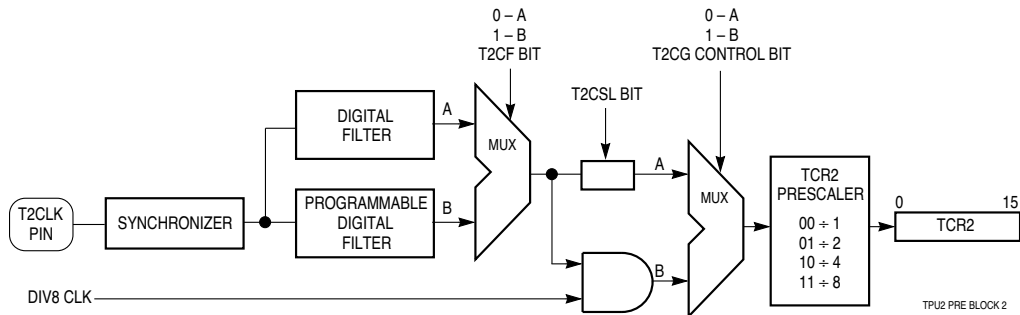 0 – A
1 – B
T2CF BIT
0 – A
1 – B
T2CG CONTROL BIT
T2CSL BIT
DIGITAL
FILTER
A
MUX
A
MUX
TCR2
PRESCALER
00 ÷ 1
01 ÷ 2
10 ÷ 4
11 ÷ 8
0 15
TCR2
T2CLK
PIN
SYNCHRONIZER
PROGRAMMABLE
DIGITAL
FILTER
B
B
DIV8 CLK
TPU2 PRE BLOCK 2